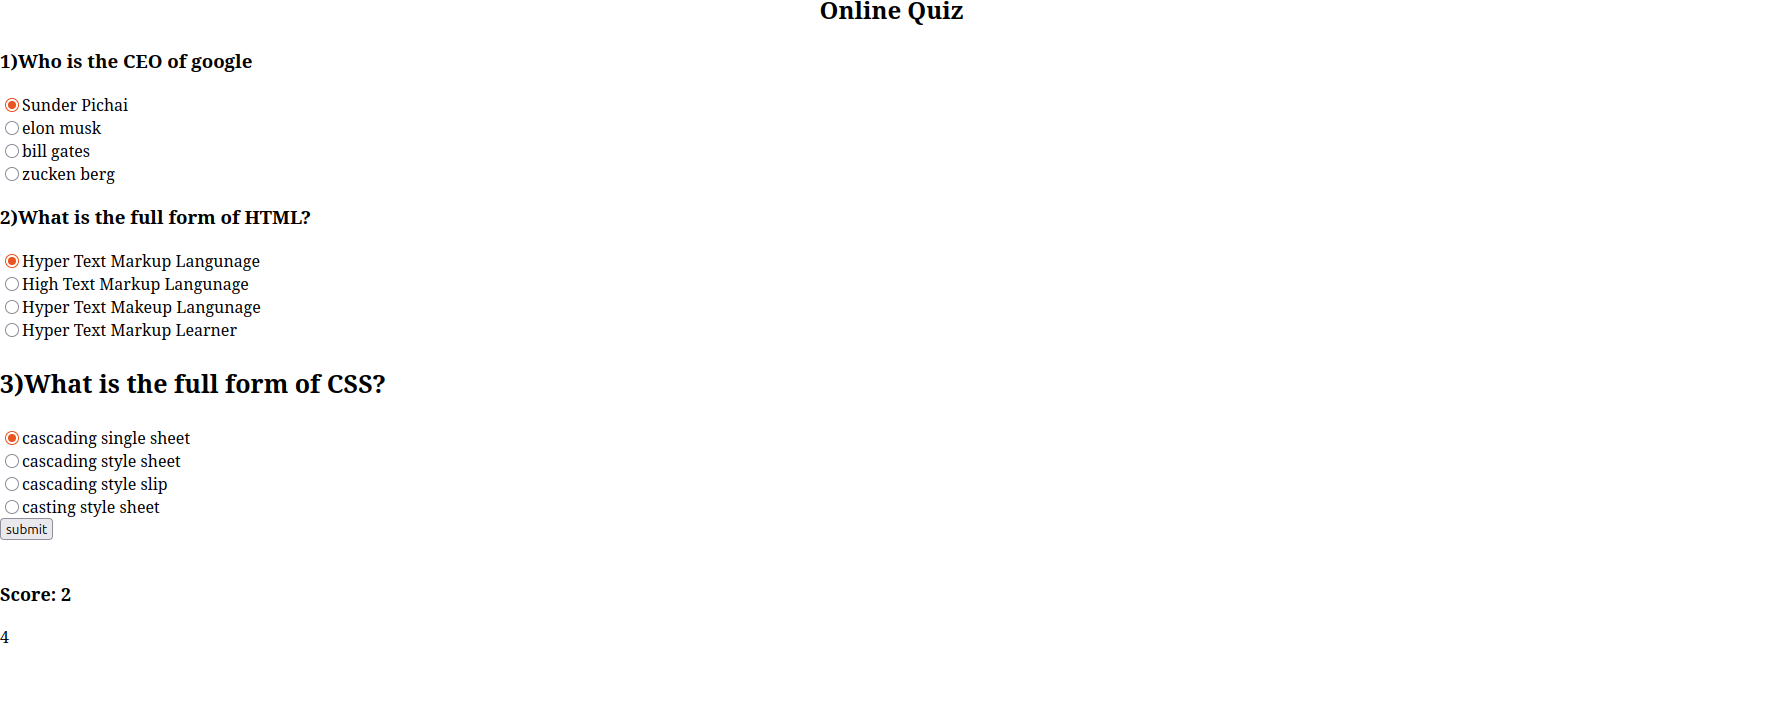 Online Quiz
1)Who is the CEO of google
Sunder Pichai
elon musk
bill gates
zucken berg
2)What is the full form of HTML?
Hyper Text Markup Langunage
High Text Markup Langunage
Hyper Text Makeup Langunage
Hyper Text Markup Learner
3)What is the full form of CSS?
cascading single sheet
cascading style sheet
cascading style slip
casting style sheet
submit
Score: 2
4